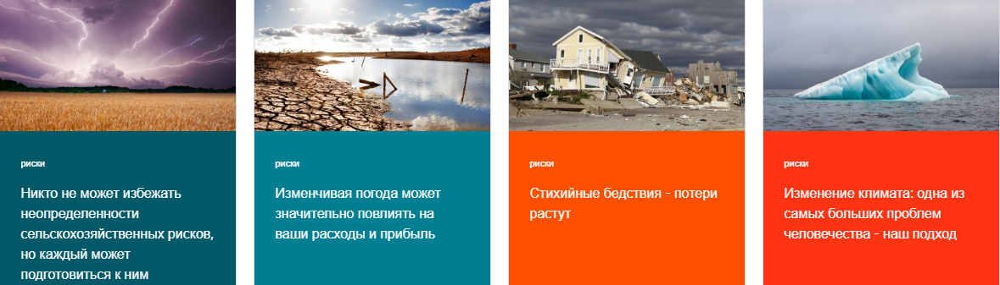 риски
Никто не может избежать
неопределенности
сельскохозяйственных рисков,
но каждый может
подготовиться к ним
риски
Изменчивая погода может
значительно повлиять на
ваши расходы и прибыль
риски
Стихийные бедствия - потери
растут
риски
Изменение климата: одна из
самых больших проблем
человечества - наш подход